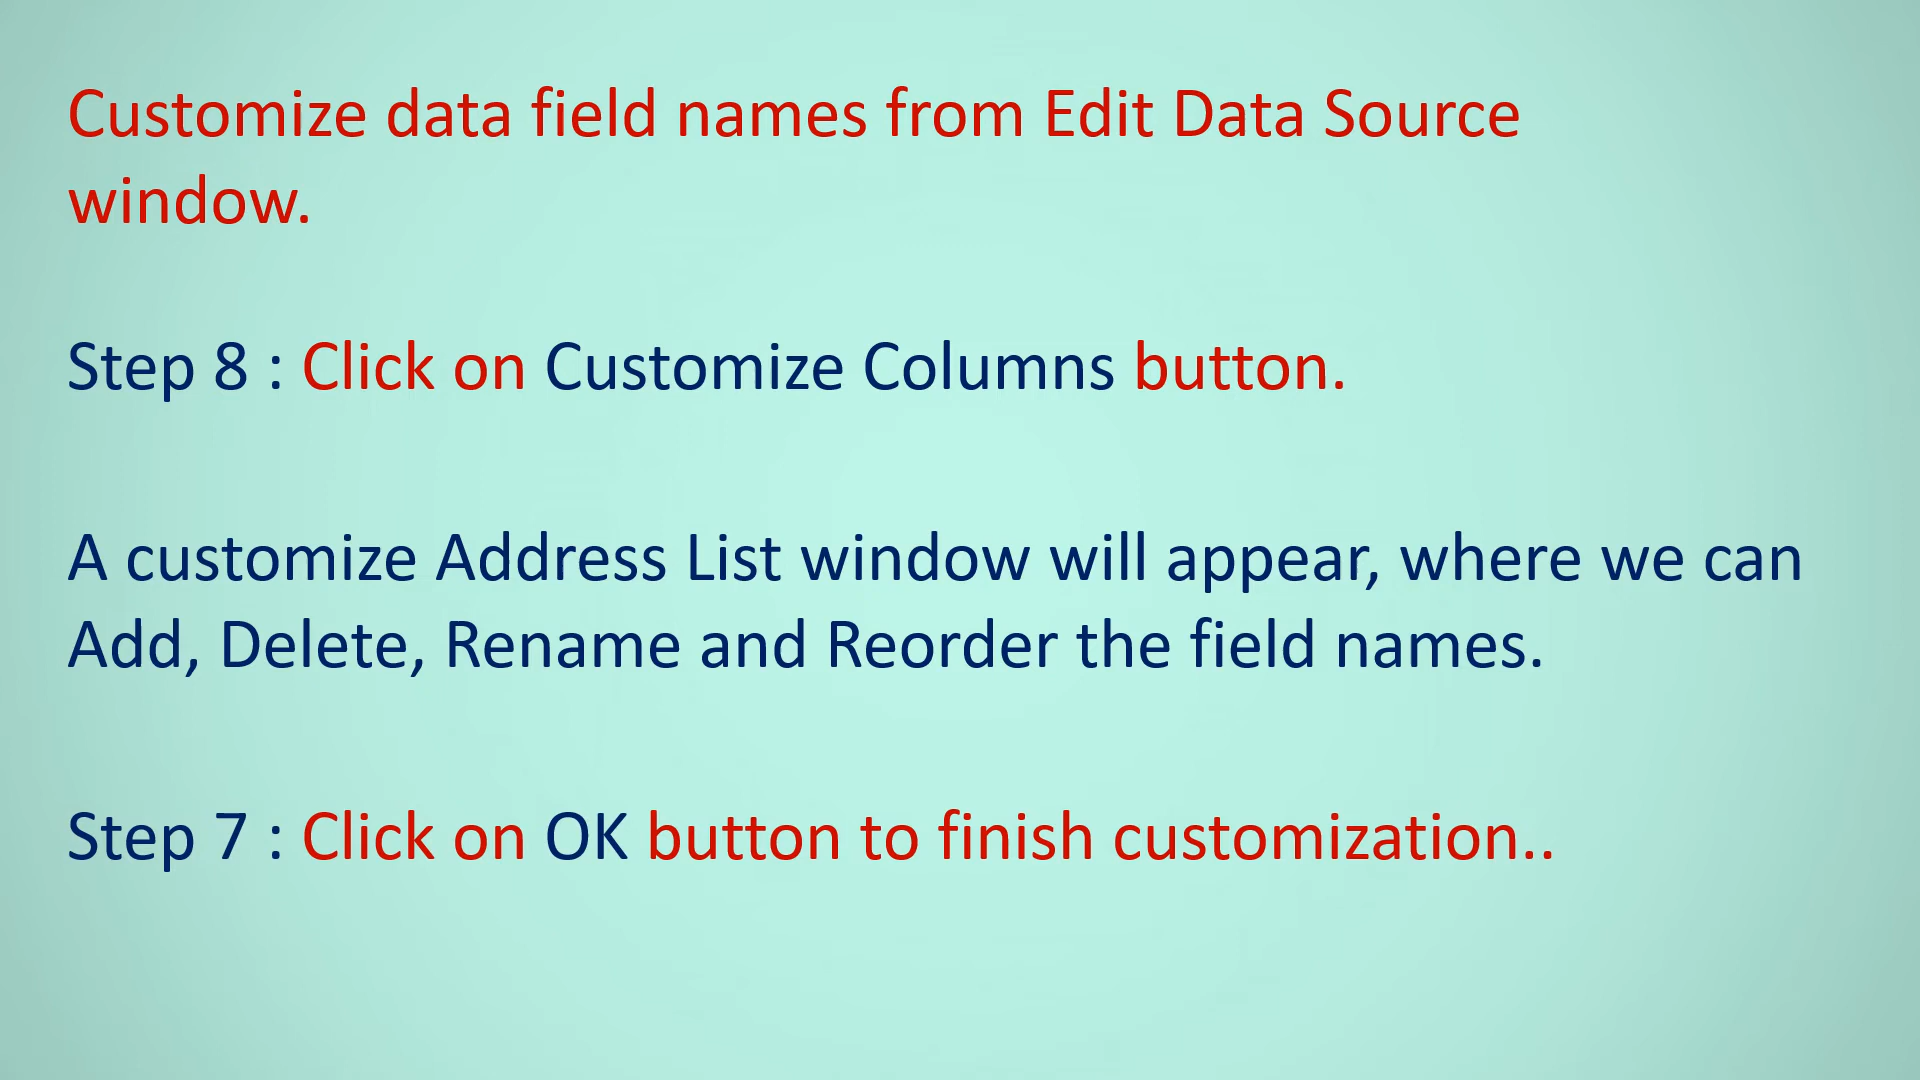 Customize data field names from Edit Data Source
window.
Step 8 : Click on Customize Columns button.
A customize Address List window will appear, where we can
Add, Delete, Rename and Reorder the field names.
Step 7 : Click on OK button to finish customization..